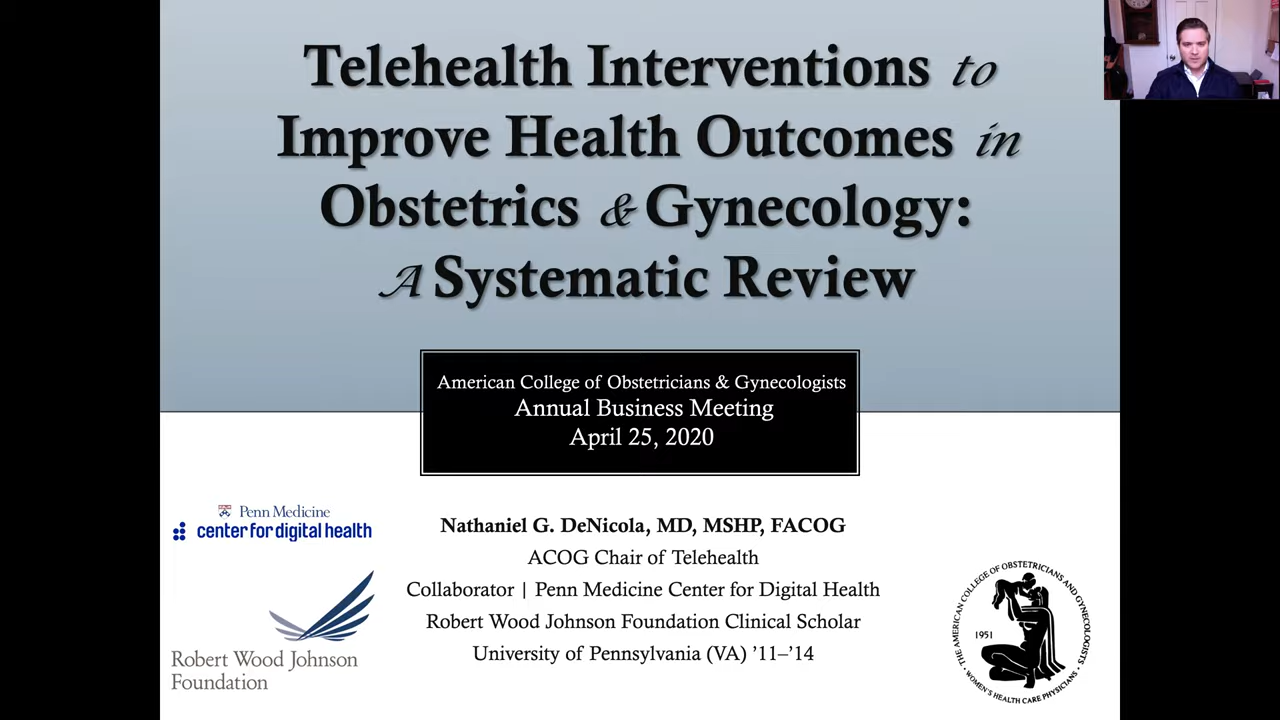 Telehealth Interventions to
Improve Health Outcomes in
Obstetrics & Gynecology:
A Systematic Review
American College of Obstetricians & Gynecologists
Annual Business Meeting
April 25, 2020
Penn Medicine
center for digital health
Nathaniel G. DeNicola, MD, MSHP, FACOG
ACOG Chair of Telehealth
Collaborator | Penn Medicine Center for Digital Health
Robert Wood Johnson Foundation Clinical Scholar
University of Pennsylvania (VA) ’11–’14
Robert Wood Johnson
Foundation
• THE AMERICAN COLLEGE OF OBSTETRICIANS AND GYNECOLOGISTS •
WOMEN'S HEALTH CARE PHYSICIANS
1951